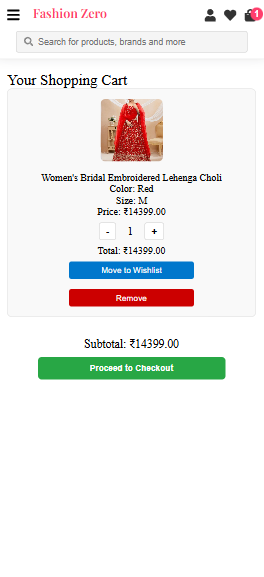 Fashion Zero
1
Search for products, brands and more
Your Shopping Cart
Women's Bridal Embroidered Lehenga Choli
Color: Red
Size: M
Price: ₹14399.00
- 1 +
Total: ₹14399.00
Move to Wishlist
Remove
Subtotal: ₹14399.00
Proceed to Checkout